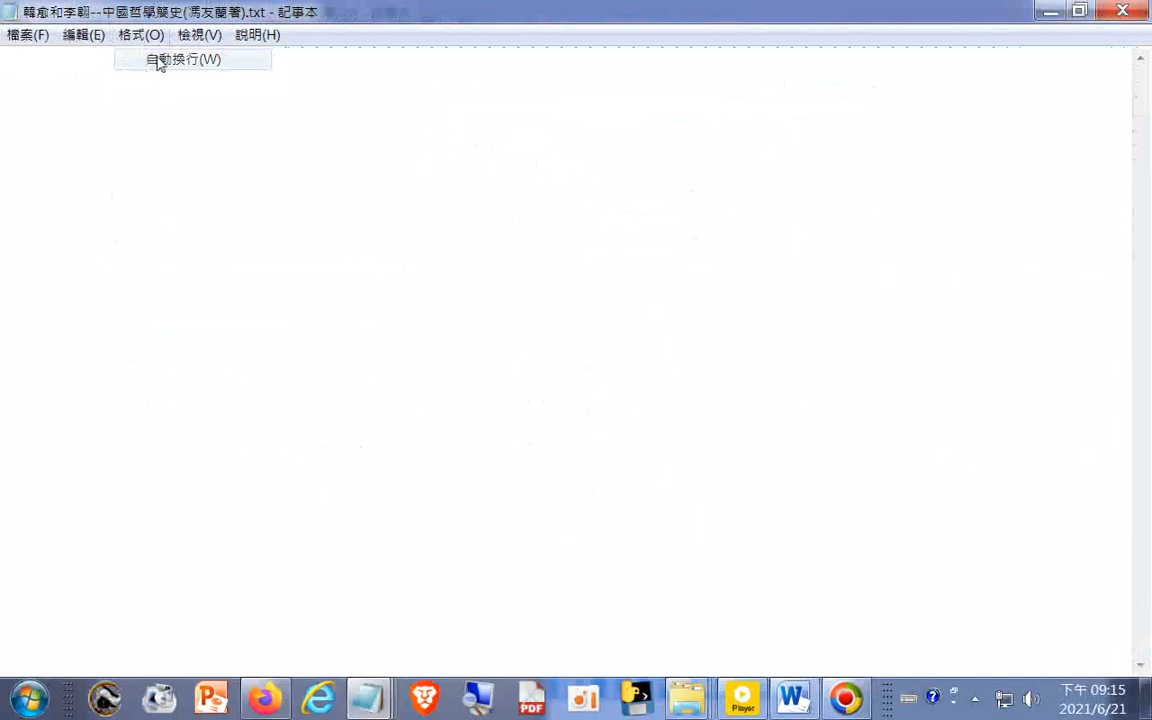 韓愈和李翱--中國哲學簡史(馮友蘭著).txt - 記事本
檔案(F) 編輯(E) 格式(O) 檢視(V) 說明(H)
自動換行(W)
PDF
Player
下午 09:15
2021/6/21